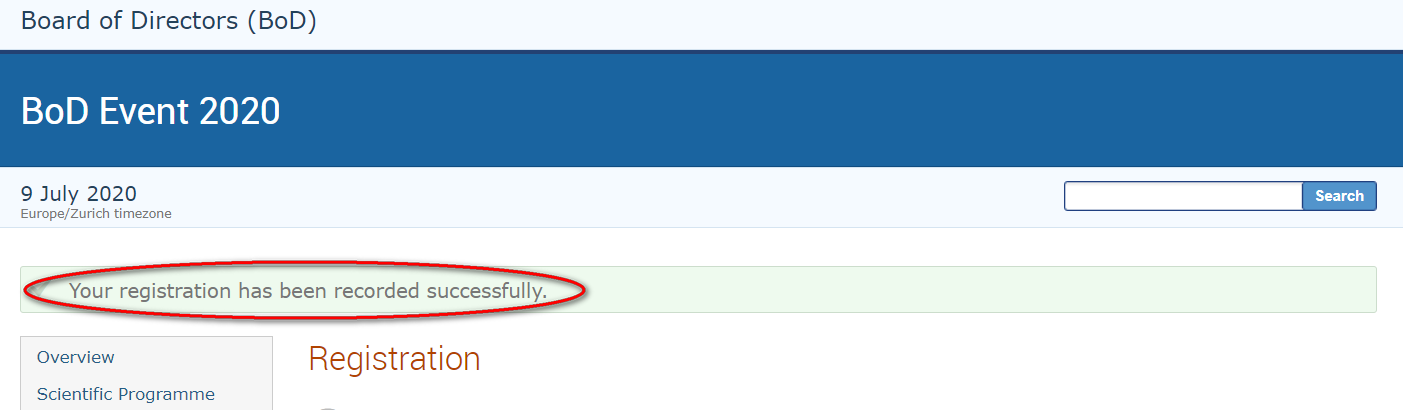 Board of Directors (BoD)
BoD Event 2020
9 July 2020
Europe/Zurich timezone
Search
Your registration has been recorded successfully.
Overview
Scientific Programme
Registration